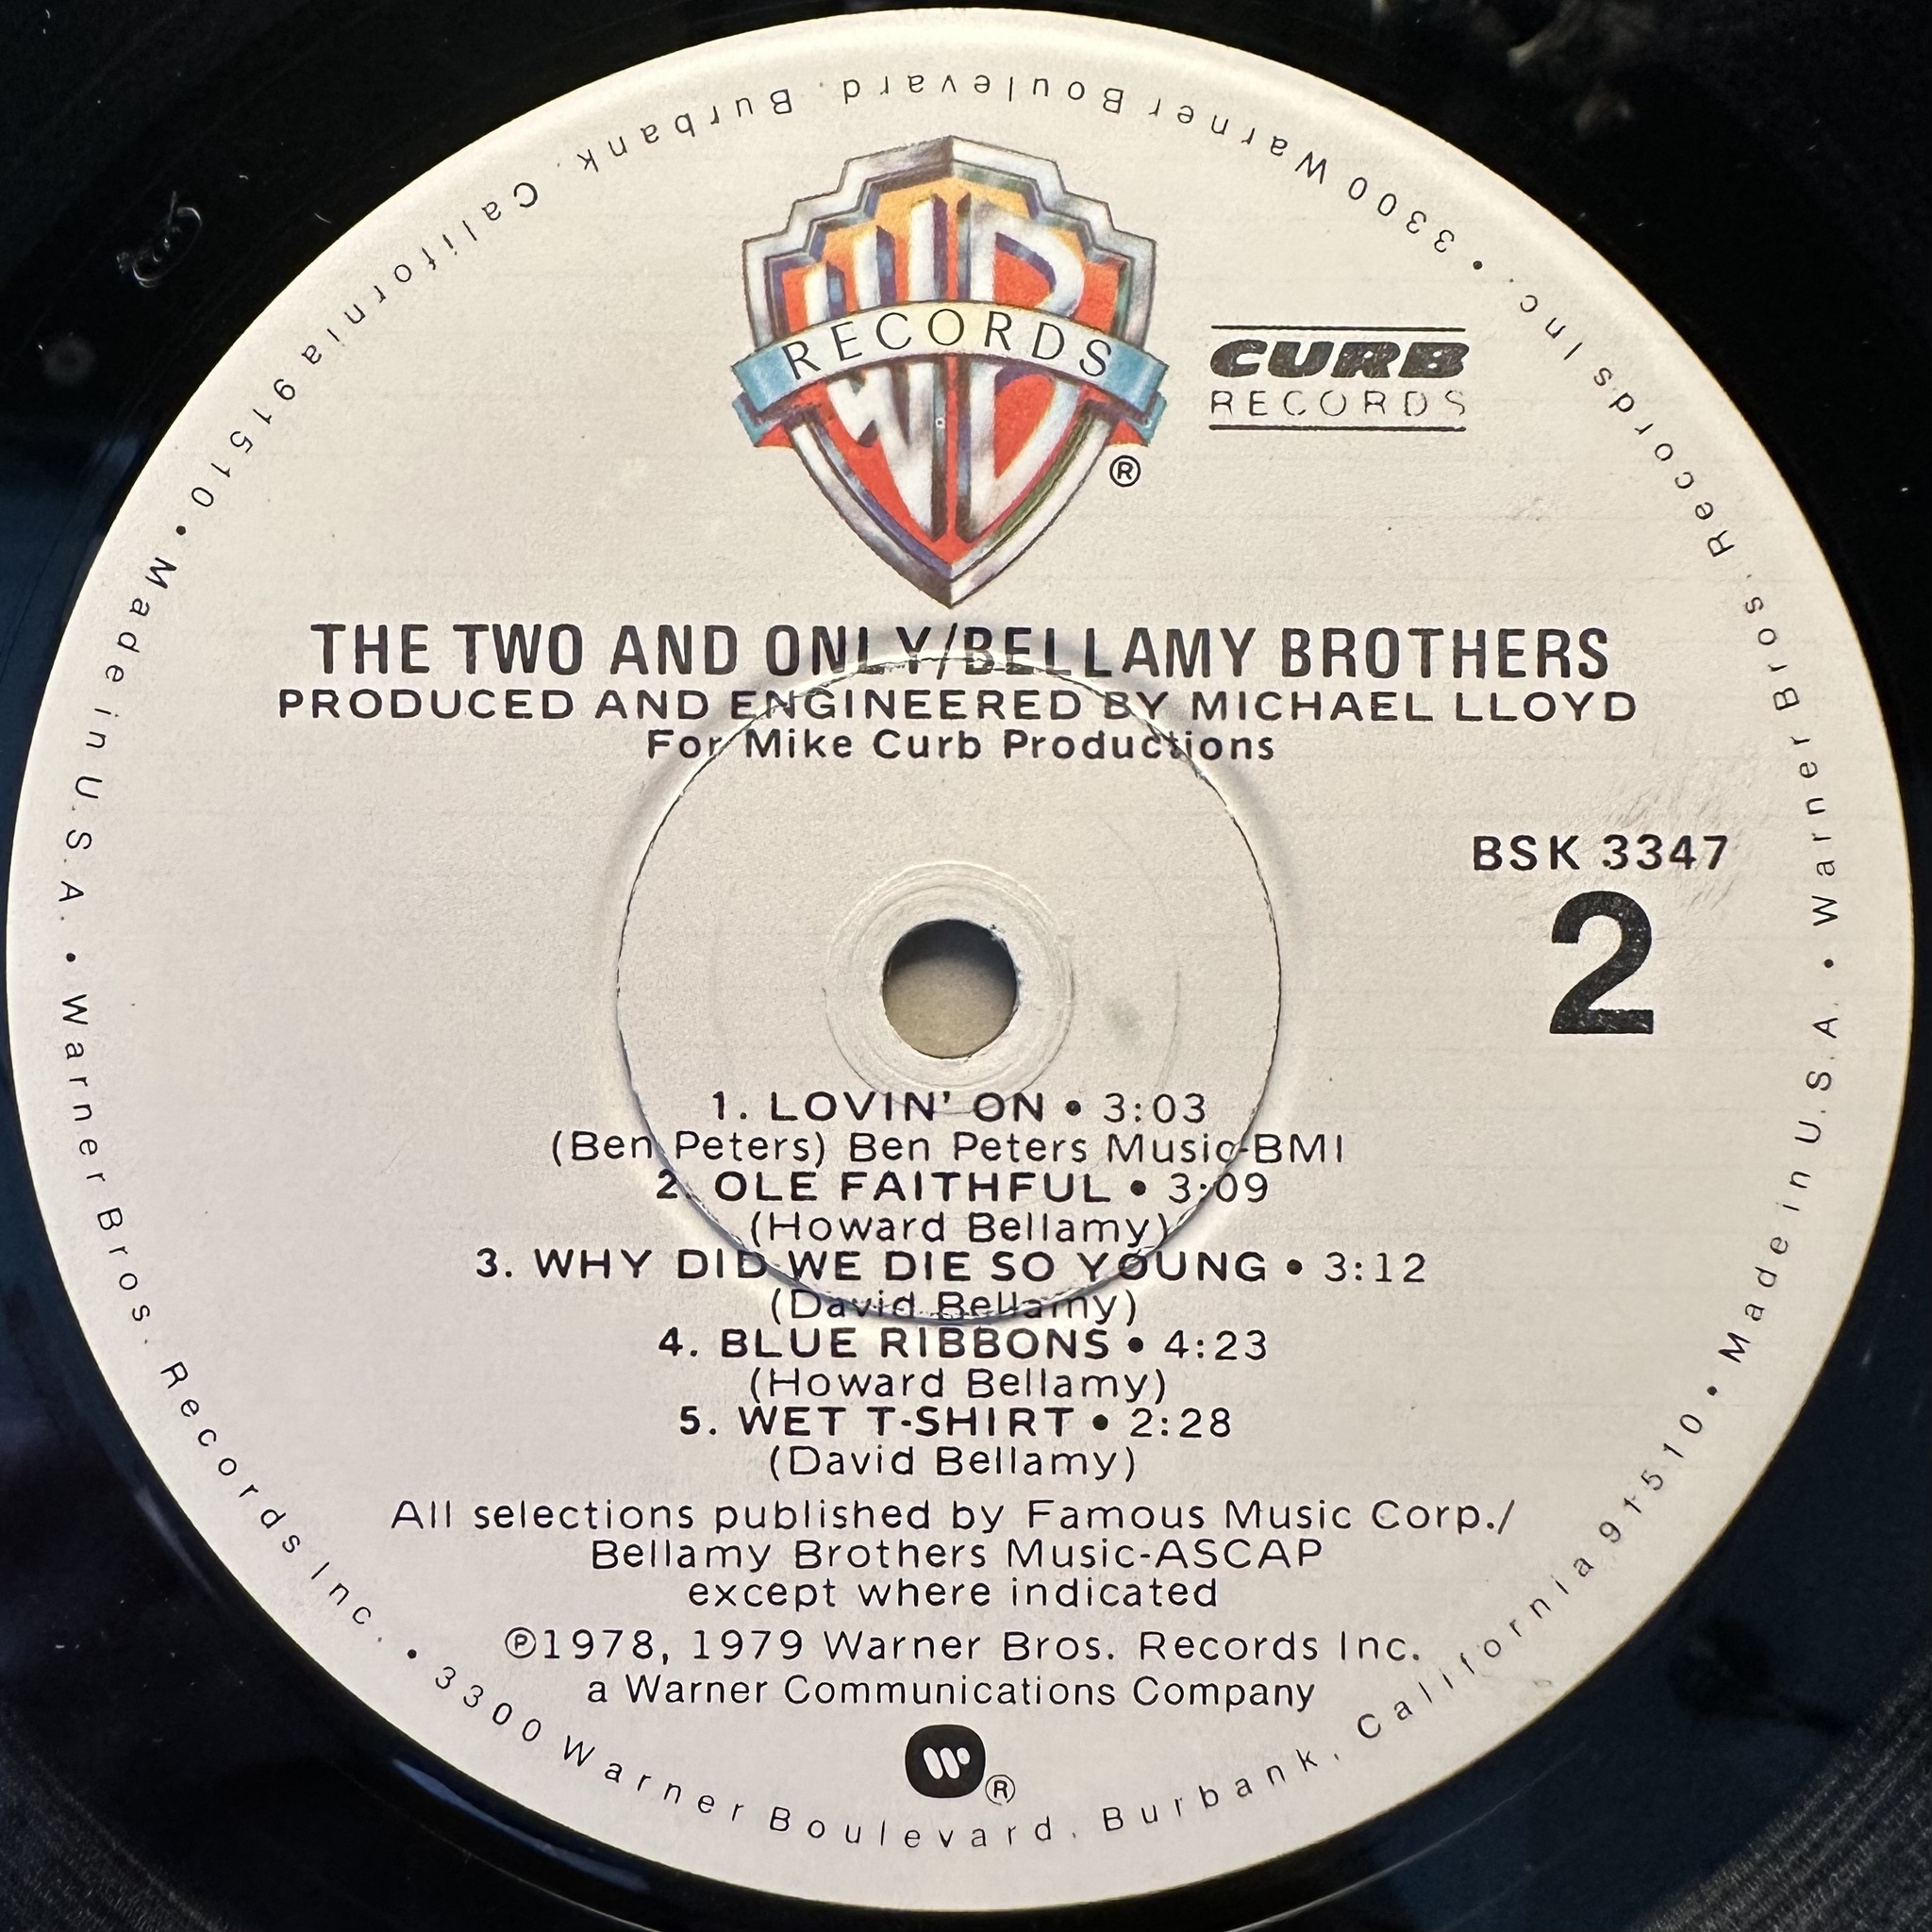 WB
RECORDS
®
CURB
RECORDS
THE TWO AND ONLY/BELLAMY BROTHERS
PRODUCED AND ENGINEERED BY MICHAEL LLOYD
For Mike Curb Productions
BSK 3347
2
1. LOVIN' ON • 3:03
(Ben Peters) Ben Peters Music-BMI
2. OLE FAITHFUL • 3:09
(Howard Bellamy)
3. WHY DID WE DIE SO YOUNG • 3:12
(David Bellamy)
4. BLUE RIBBONS • 4:23
(Howard Bellamy)
5. WET T-SHIRT • 2:28
(David Bellamy)
All selections published by Famous Music Corp./
Bellamy Brothers Music-ASCAP
except where indicated
℗1978, 1979 Warner Bros. Records Inc.
a Warner Communications Company
W®
• Warner Bros. Records Inc. • 3300 Warner Boulevard, Burbank, California 91510 • Made in U.S.A. • Warner Bros. Records Inc. • 3300 Warner Boulevard, Burbank, California 91510 • Made in U.S.A.